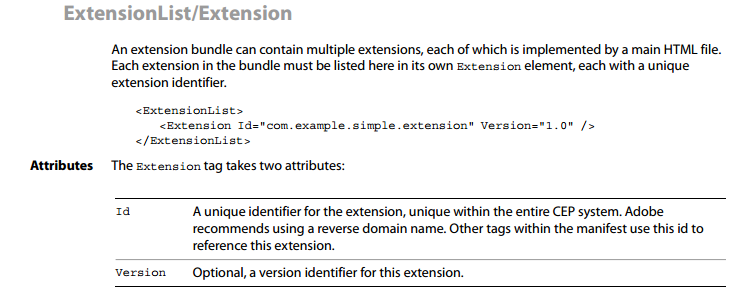 ExtensionList/Extension
An extension bundle can contain multiple extensions, each of which is implemented by a main HTML file.
Each extension in the bundle must be listed here in its own Extension element, each with a unique
extension identifier.
<ExtensionList>
<Extension Id="com.example.simple.extension" Version="1.0" />
</ExtensionList>
Attributes The Extension tag takes two attributes:
Id A unique identifier for the extension, unique within the entire CEP system. Adobe
recommends using a reverse domain name. Other tags within the manifest use this id to
reference this extension.
Version Optional, a version identifier for this extension.